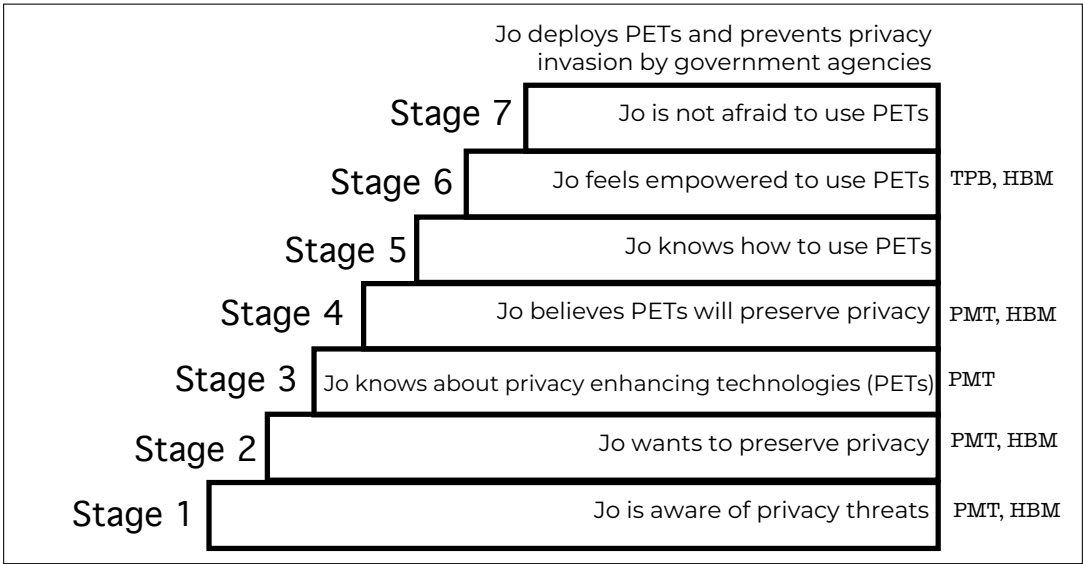 Jo deploys PETs and prevents privacy
invasion by government agencies
Stage 7 Jo is not afraid to use PETs
Stage 6 Jo feels empowered to use PETs TPB, HBM
Stage 5 Jo knows how to use PETs
Stage 4 Jo believes PETs will preserve privacy PMT, HBM
Stage 3 Jo knows about privacy enhancing technologies (PETs) PMT
Stage 2 Jo wants to preserve privacy PMT, HBM
Stage 1 Jo is aware of privacy threats PMT, HBM